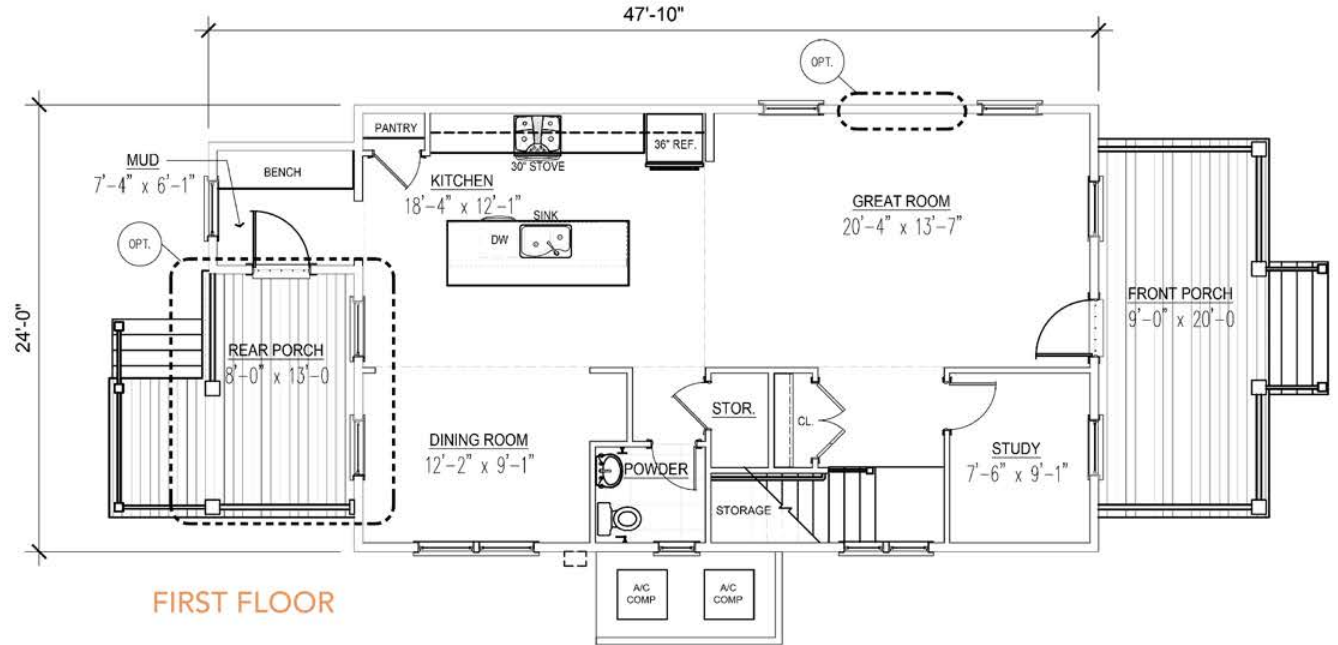 47'-10"
OPT.
PANTRY
36" REF.
30" STOVE
MUD
7'-4" x 6'-1"
BENCH
KITCHEN
18'-4" x 12'-1"
GREAT ROOM
20'-4" x 13'-7"
SINK
DW
OPT.
24'-0"
FRONT PORCH
9'-0" x 20'-0
REAR PORCH
8'-0" x 13'-0
STOR.
CL.
DINING ROOM
12'-2" x 9'-1"
POWDER
STUDY
7'-6" x 9'-1"
STORAGE
A/C
COMP
A/C
COMP
FIRST FLOOR